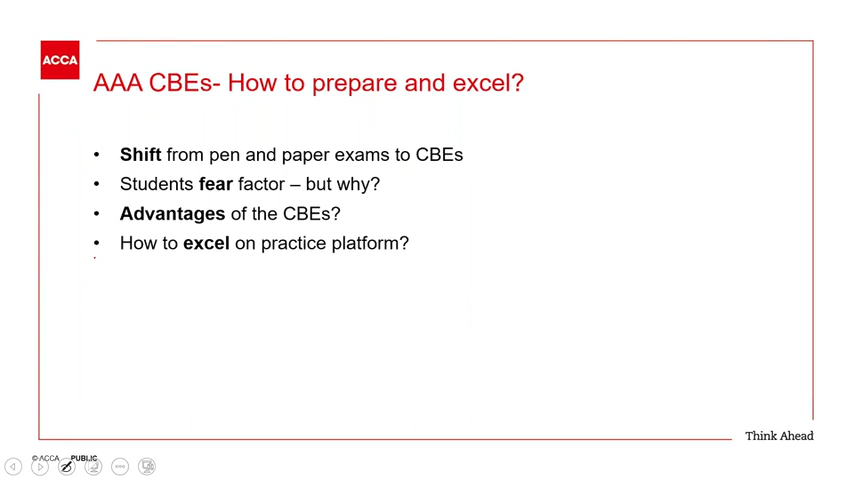 ACCA
AAA CBEs- How to prepare and excel?
• Shift from pen and paper exams to CBEs
• Students fear factor – but why?
• Advantages of the CBEs?
• How to excel on practice platform?
Think Ahead
© ACCA PUBLIC